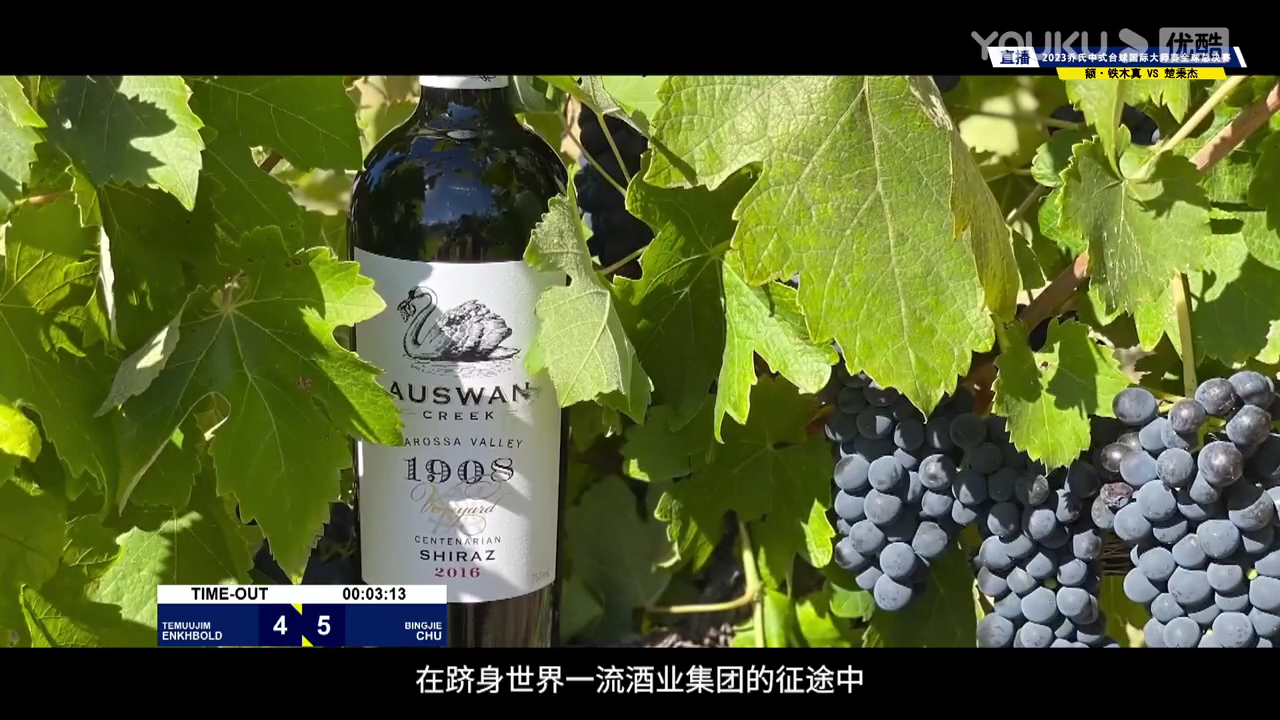 YOUKU 优酷
直播 2023乔氏中式台球国际大师赛全球总决赛
额·铁木真 VS 楚秉杰
AUSWAN
CREEK
AROSSA VALLEY
1908
Vineyard
CENTENARIAN
SHIRAZ
2016
TIME-OUT 00:03:13
TEMUUJIM
ENKHBOLD
4 5
BINGJIE
CHU
在跻身世界一流酒业集团的征途中